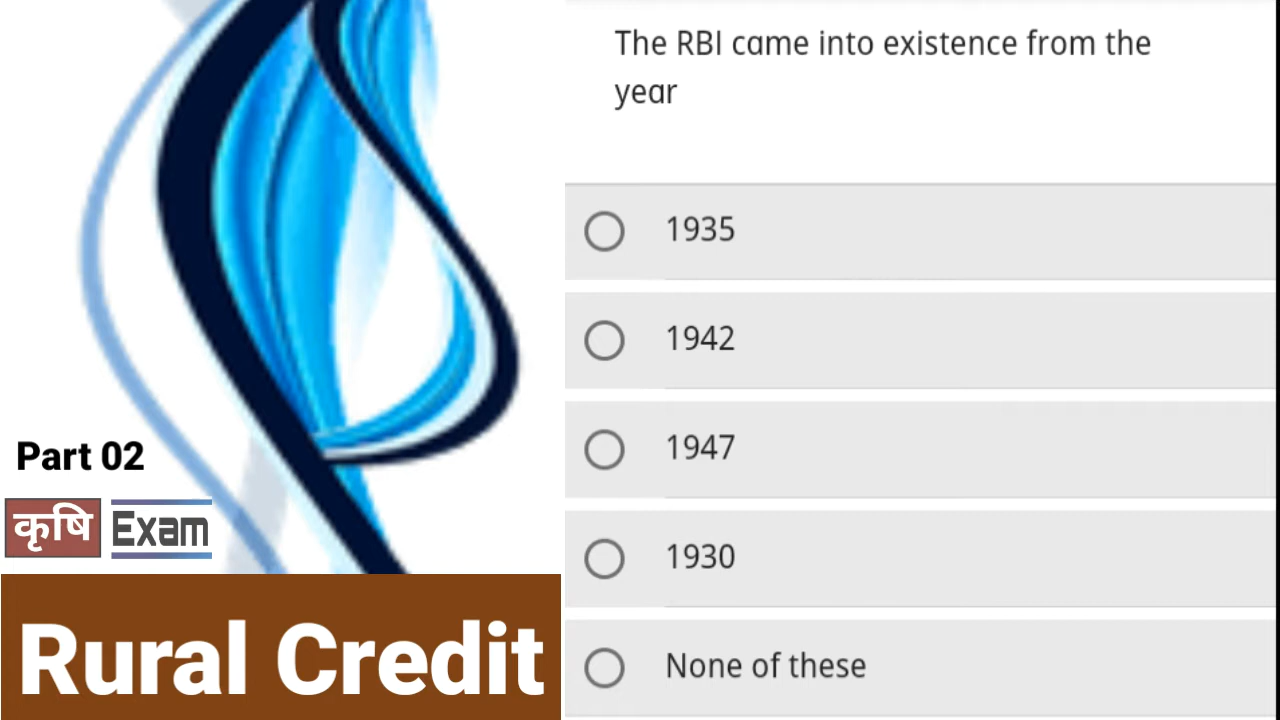 Part 02
कृषि Exam
Rural Credit
The RBI came into existence from the
year
1935
1942
1947
1930
None of these